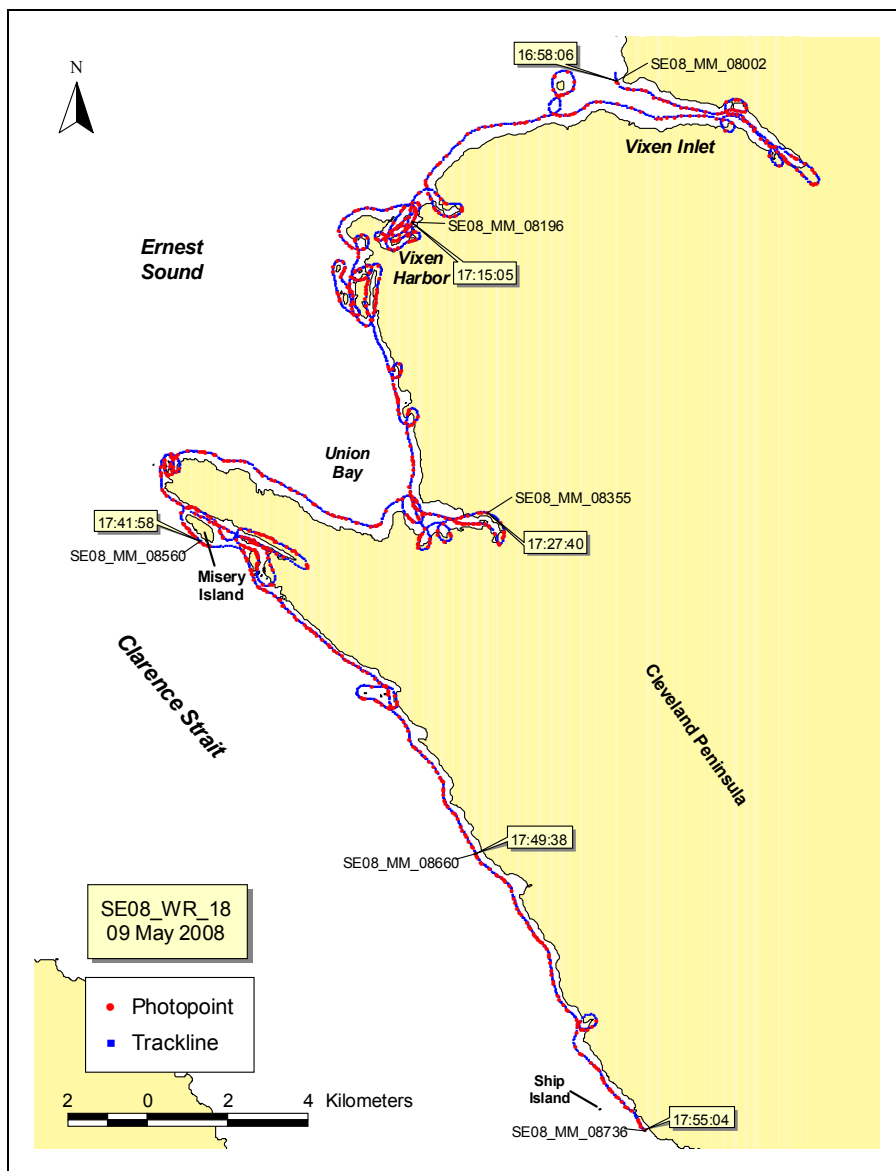 16:58:06
SE08_MM_08002
N
Vixen Inlet
SE08_MM_08196
Ernest
Sound
Vixen
Harbor
17:15:05
Union
Bay
SE08_MM_08355
17:41:58
17:27:40
SE08_MM_08560
Misery
Island
Clarence Strait
Cleveland Peninsula
17:49:38
SE08_MM_08660
SE08_WR_18
09 May 2008
Photopoint
Trackline
2 0 2 4 Kilometers
Ship
Island
17:55:04
SE08_MM_08736